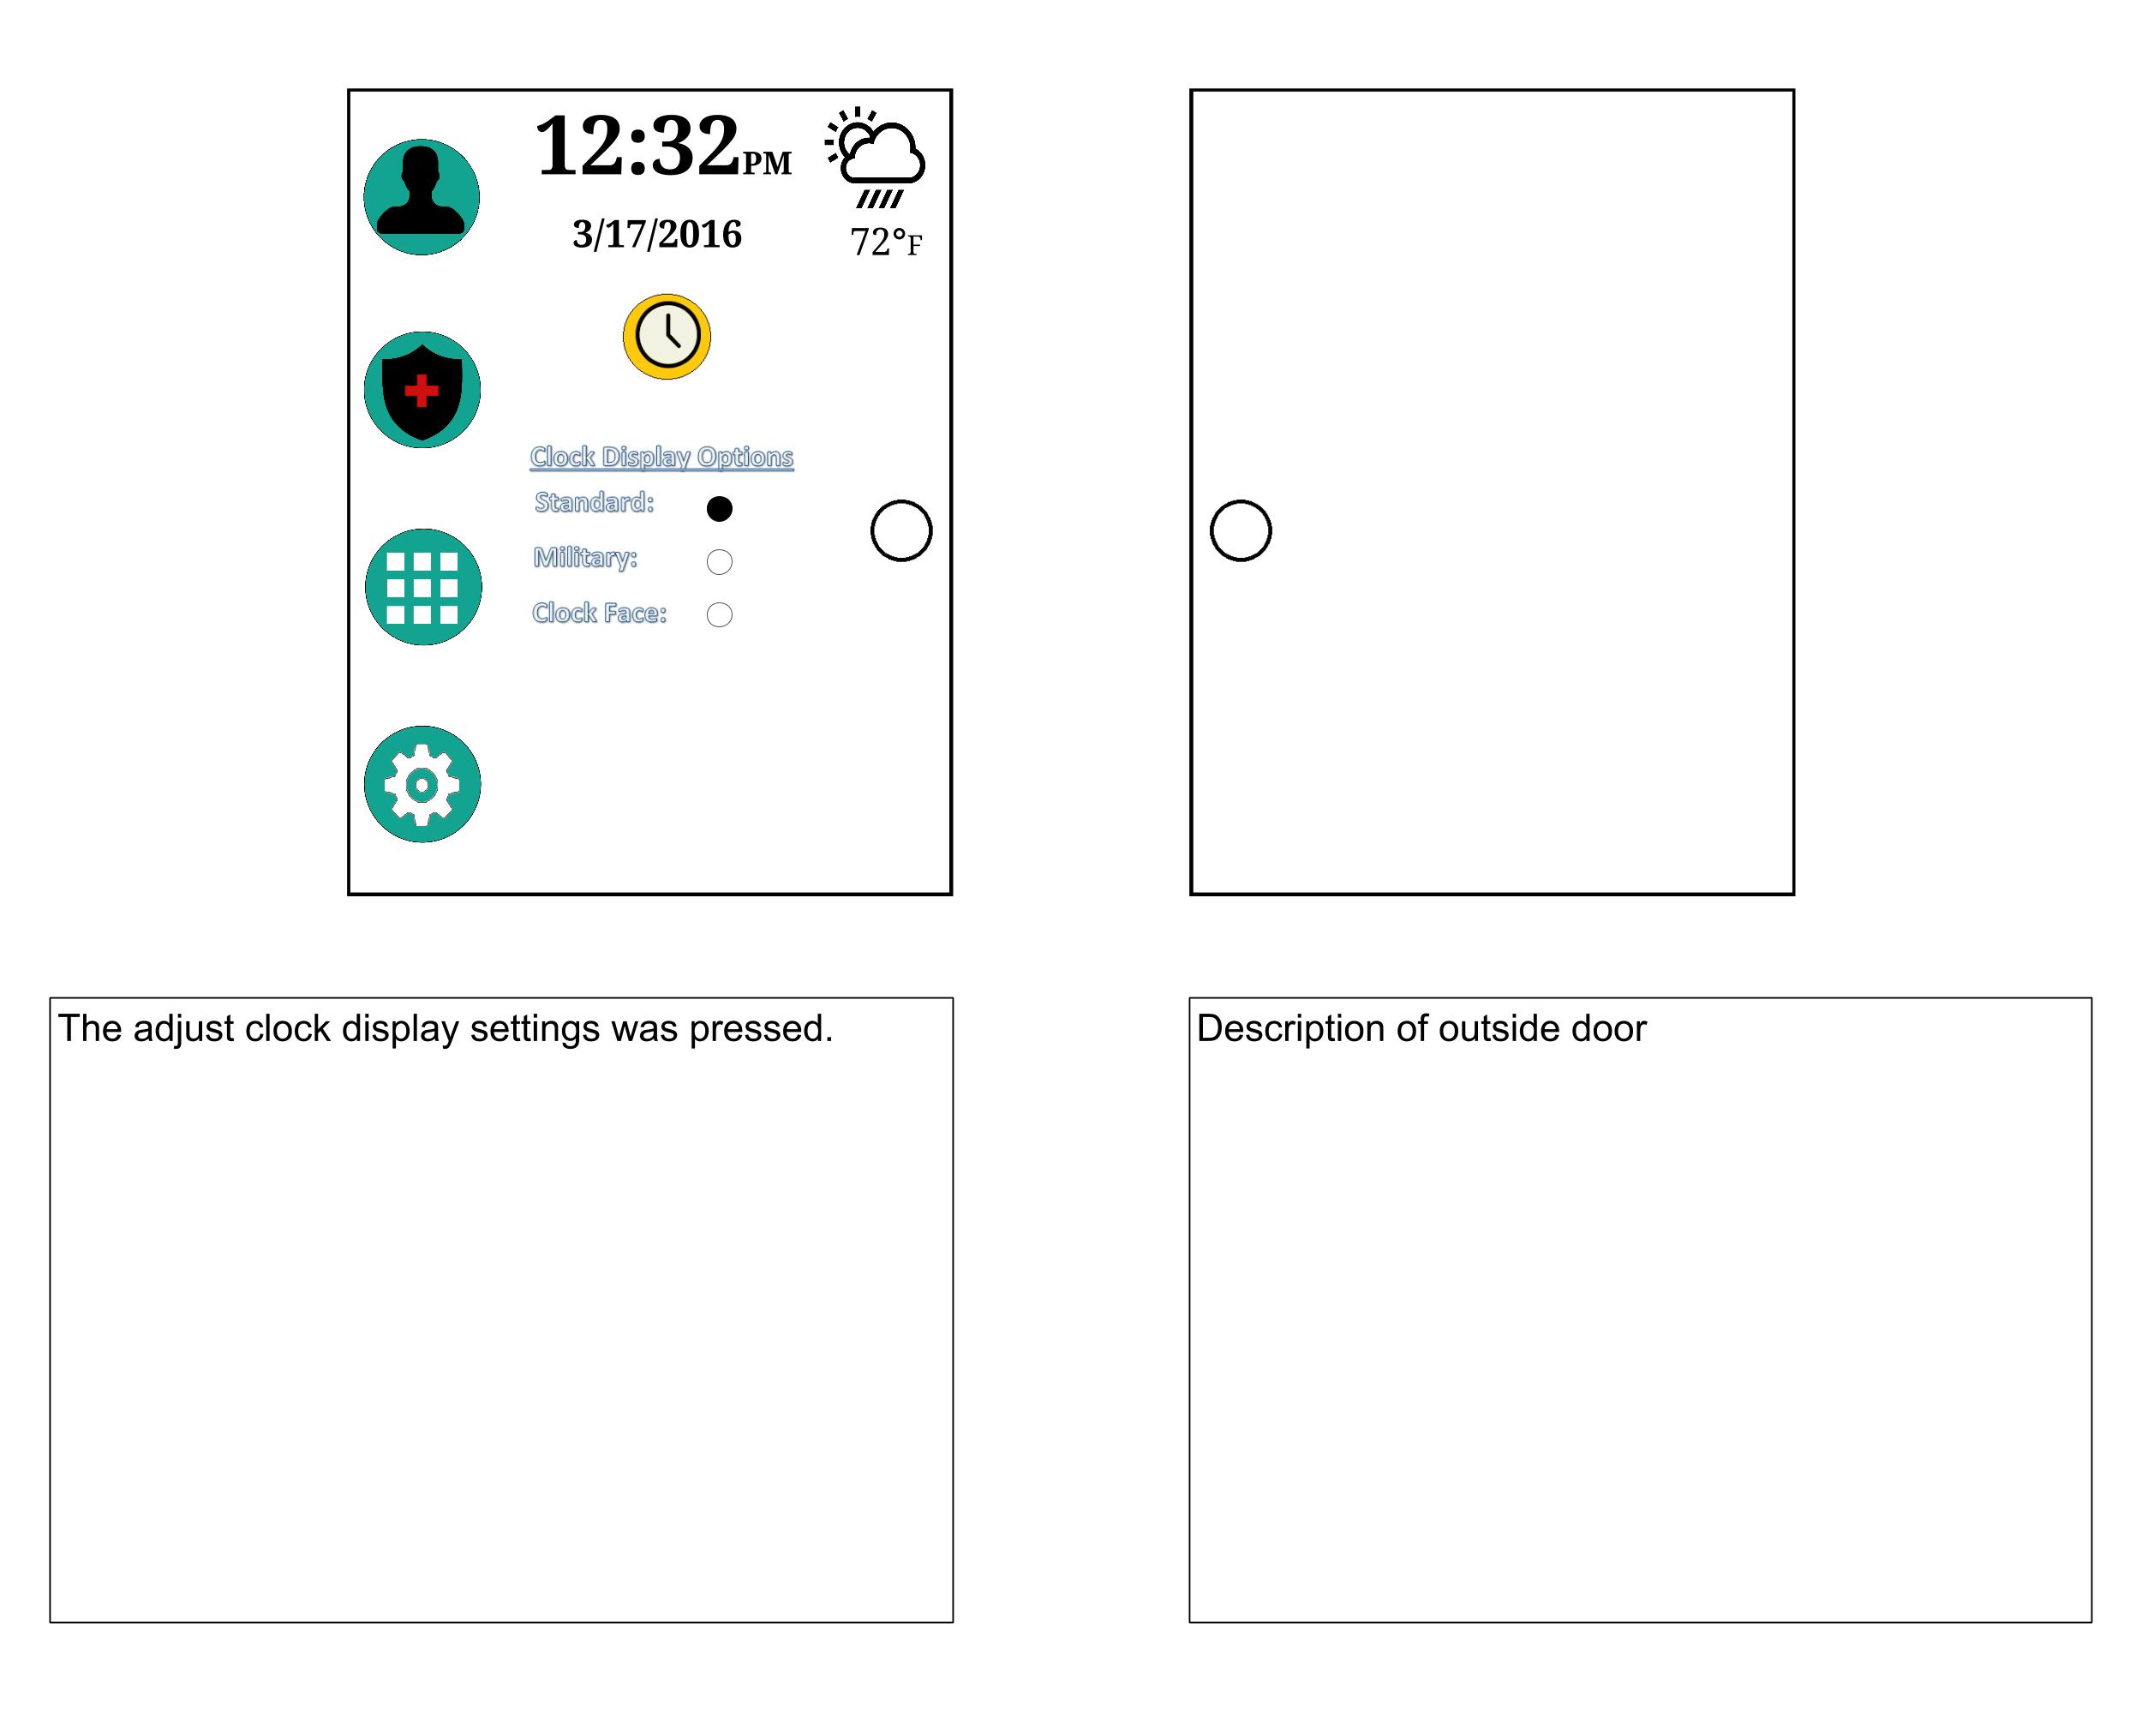 12:32PM
3/17/2016
72°F
Clock Display Options
Standard:
Military:
Clock Face:
The adjust clock display settings was pressed.
Description of outside door